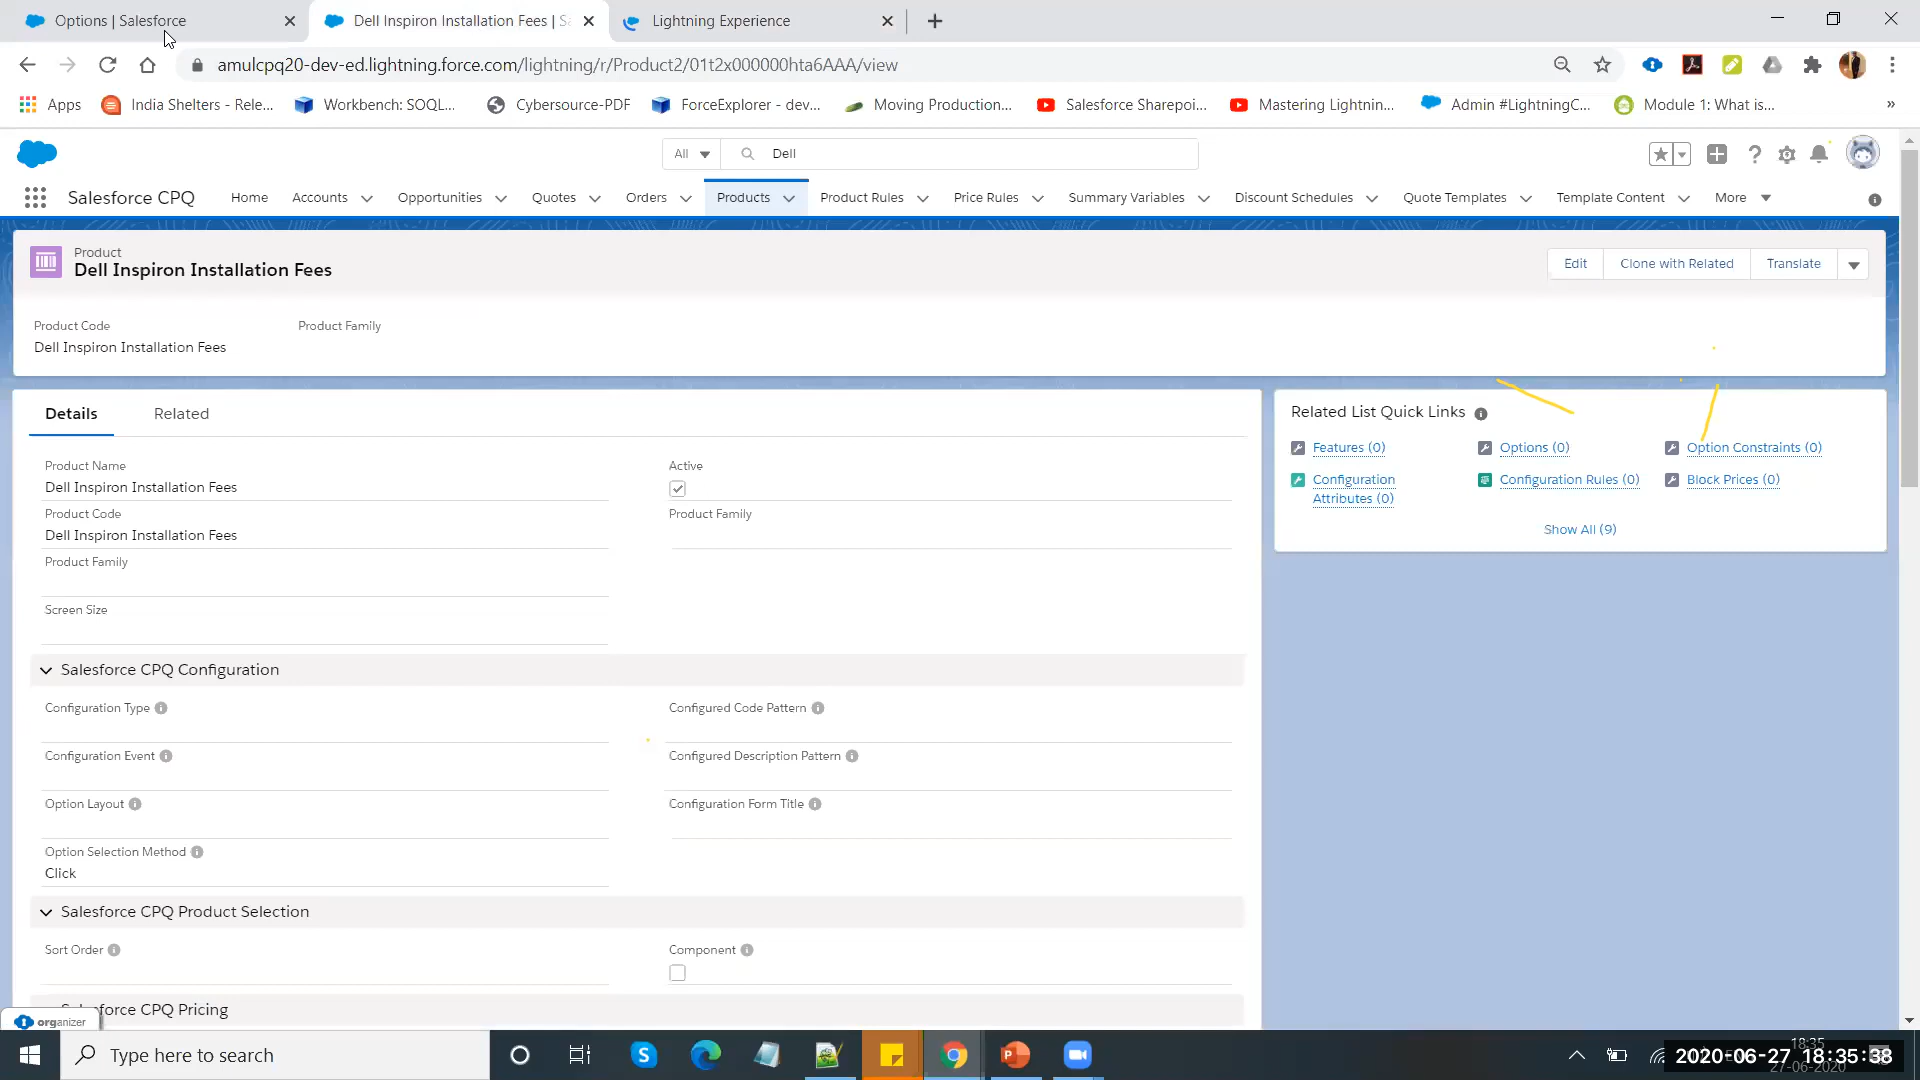 Options | Salesforce
Dell Inspiron Installation Fees | Sa
Lightning Experience
amulcpq20-dev-ed.lightning.force.com/lightning/r/Product2/01t2x000000hta6AAA/view
Apps
India Shelters - Rele...
Workbench: SOQL...
Cybersource-PDF
ForceExplorer - dev...
Moving Production...
Salesforce Sharepoi...
Mastering Lightnin...
Admin #LightningC...
Module 1: What is...
»
All
Dell
Salesforce CPQ
Home
Accounts
Opportunities
Quotes
Orders
Products
Product Rules
Price Rules
Summary Variables
Discount Schedules
Quote Templates
Template Content
More
Product
Dell Inspiron Installation Fees
Edit
Clone with Related
Translate
Product Code
Product Family
Dell Inspiron Installation Fees
Details
Related
Related List Quick Links
Features (0)
Options (0)
Option Constraints (0)
Configuration Attributes (0)
Configuration Rules (0)
Block Prices (0)
Show All (9)
Product Name
Active
Dell Inspiron Installation Fees
Product Code
Product Family
Dell Inspiron Installation Fees
Product Family
Screen Size
Salesforce CPQ Configuration
Configuration Type
Configured Code Pattern
Configuration Event
Configured Description Pattern
Option Layout
Configuration Form Title
Option Selection Method
Click
Salesforce CPQ Product Selection
Sort Order
Component
force CPQ Pricing
organizer
Type here to search
18:35
2020-06-27 18:35:38
27-06-2020